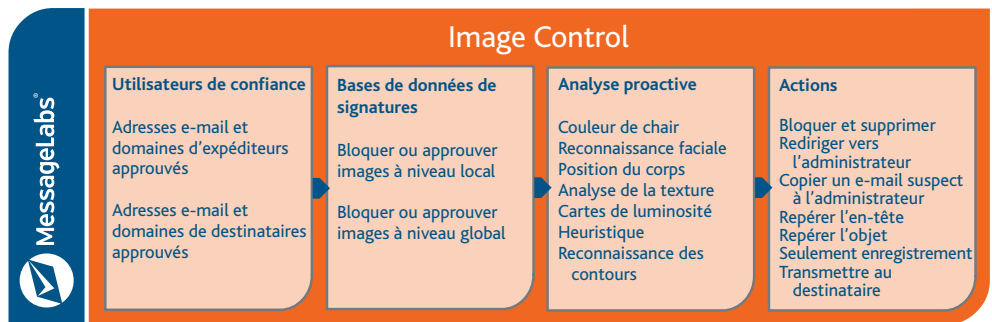 MessageLabs®
Image Control
Utilisateurs de confiance
Adresses e-mail et
domaines d'expéditeurs
approuvés
Adresses e-mail et
domaines de destinataires
approuvés
Bases de données de
signatures
Bloquer ou approuver
images à niveau local
Bloquer ou approuver
images à niveau global
Analyse proactive
Couleur de chair
Reconnaissance faciale
Position du corps
Analyse de la texture
Cartes de luminosité
Heuristique
Reconnaissance des
contours
Actions
Bloquer et supprimer
Rediriger vers
l'administrateur
Copier un e-mail suspect
à l'administrateur
Repérer l'en-tête
Repérer l'objet
Seulement enregistrement
Transmettre au
destinataire